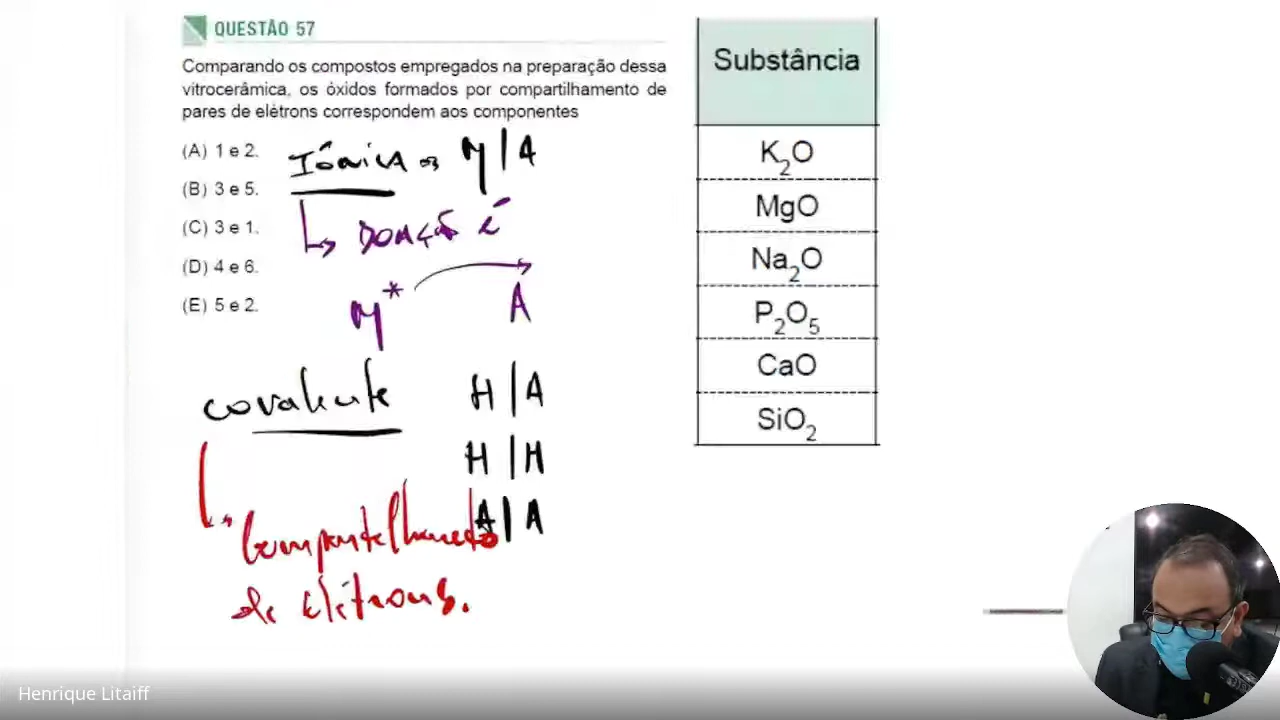 QUESTÃO 57
Comparando os compostos empregados na preparação dessa
vitrocerâmica, os óxidos formados por compartilhamento de
pares de elétrons correspondem aos componentes
(A) 1 e 2.
(B) 3 e 5.
(C) 3 e 1.
(D) 4 e 6.
(E) 5 e 2.
Iônica M | A
DOAÇÃO é
M* A
covalente H | A
H | H
A | A
Compartilhamento
de Elétrons.
Substância
K2O
MgO
Na2O
P2O5
CaO
SiO2
Henrique Litaiff